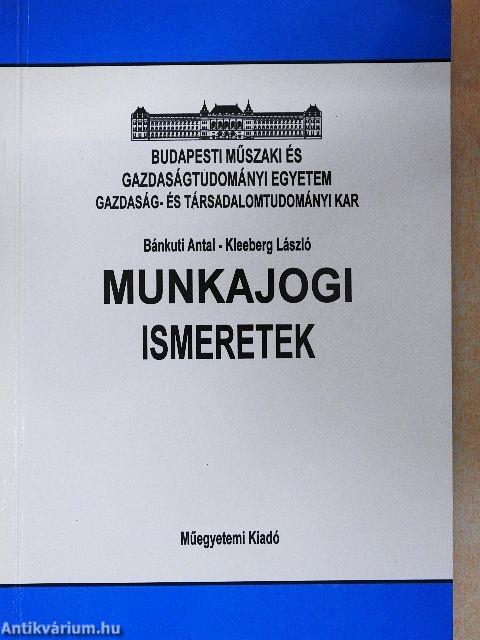 BUDAPESTI MŰSZAKI ÉS
GAZDASÁGTUDOMÁNYI EGYETEM
GAZDASÁG- ÉS TÁRSADALOMTUDOMÁNYI KAR
Bánkuti Antal - Kleeberg László
MUNKAJOGI
ISMERETEK
Műegyetemi Kiadó
Antikvárium.hu